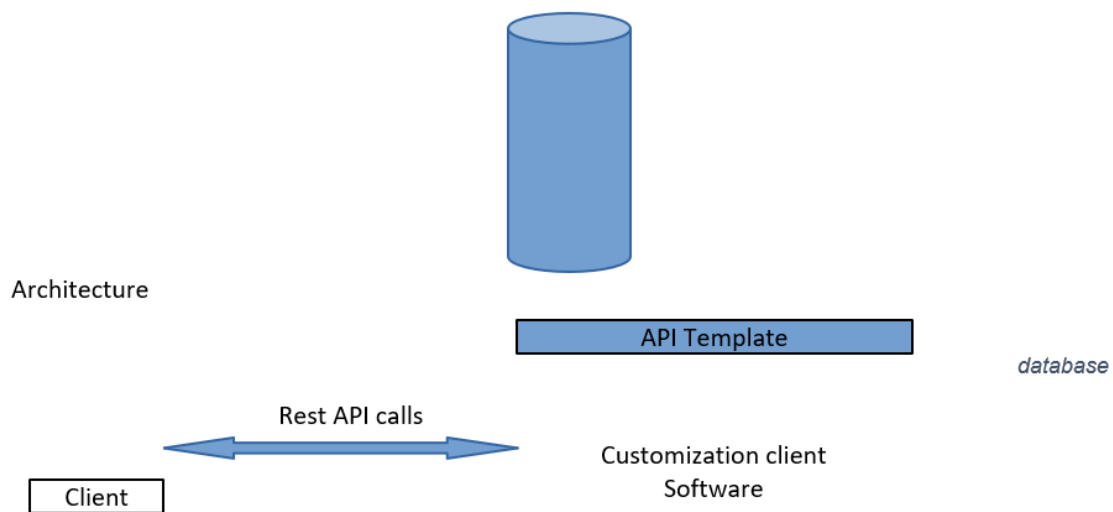 Architecture
API Template
database
Rest API calls
Customization client
Software
Client